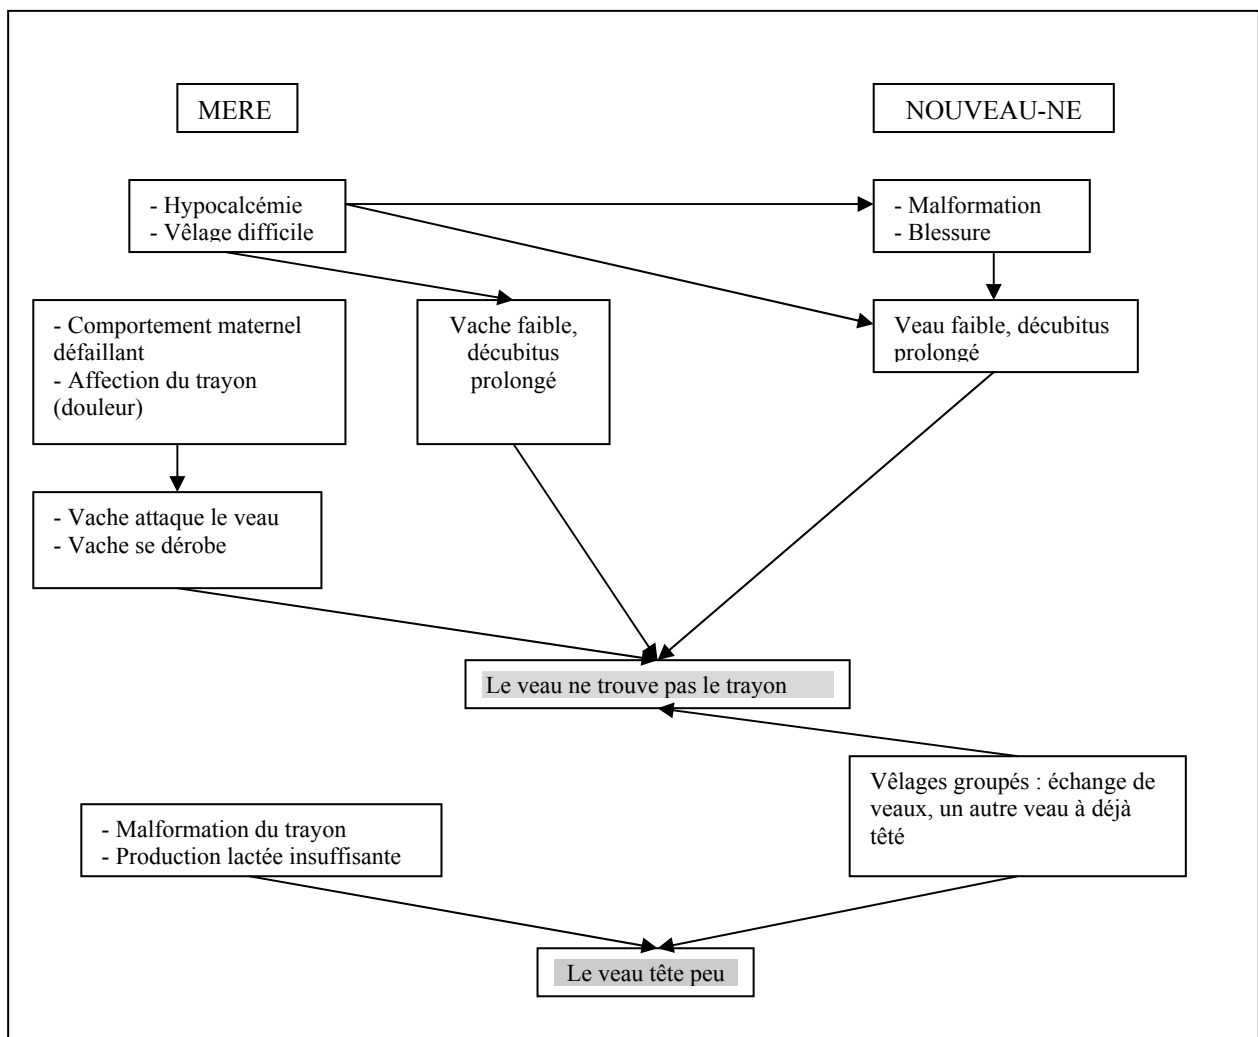 MERE
NOUVEAU-NE
- Hypocalcémie
- Vêlage difficile
- Malformation
- Blessure
- Comportement maternel
défaillant
- Affection du trayon
(douleur)
Vache faible,
décubitus
prolongé
Veau faible, décubitus
prolongé
- Vache attaque le veau
- Vache se dérobe
Le veau ne trouve pas le trayon
Vêlages groupés : échange de
veaux, un autre veau à déjà
têté
- Malformation du trayon
- Production lactée insuffisante
Le veau tête peu